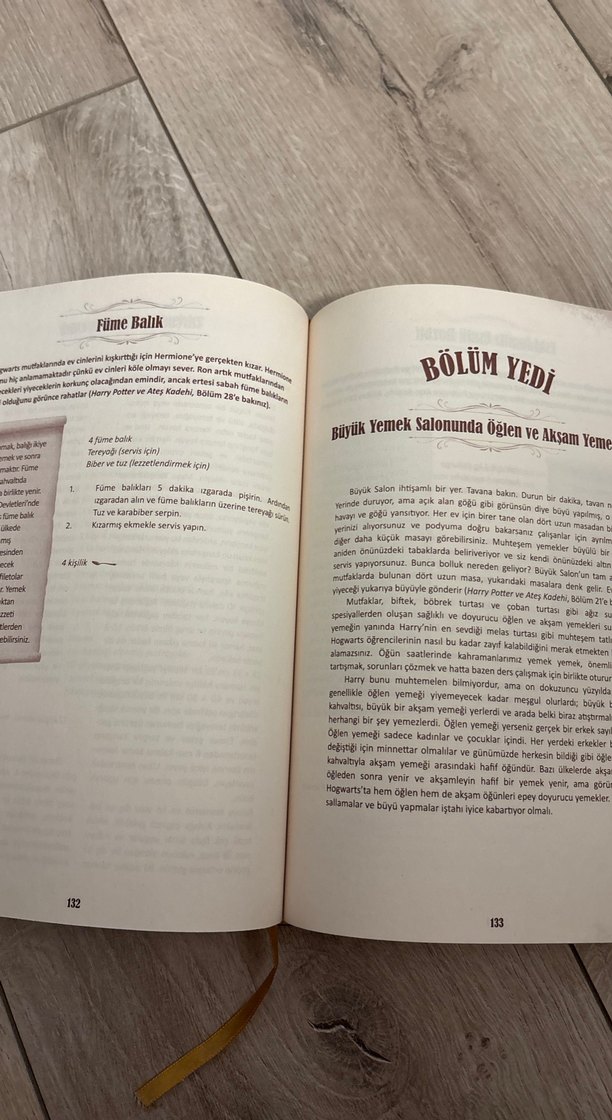 Füme Balık
mutfaklarında ev cinlerini kışkırttığı için Hermione'ye gerçekten kızar. Hermione
hiç anlamamaktadır çünkü ev cinleri köle olmayı sever. Ron artık mutfaklarından
yiyeceklerin korkunç olacağından emindir, ancak ertesi sabah füme balıkların
olduğunu görünce rahatlar (Harry Potter ve Ateş Kadehi, Bölüm 28'e bakınız).
balığı ikiye
ve sonra
Füme
birlikte yenir.
füme balık
ülkede
Yemek
4 füme balık
Tereyağı (servis için)
Biber ve tuz (lezzetlendirmek için)
1. Füme balıkları 5 dakika ızgarada pişirin. Ardından
ızgaradan alın ve füme balıkların üzerine tereyağı sürün,
Tuz ve karabiber serpin.
2. Kızarmış ekmekle servis yapın.
4 kişilik
132
BÖLÜM YEDİ
Büyük Yemek Salonunda Öğlen ve Akşam
Büyük Salon ihtişamlı bir yer. Tavana bakın. Durun bir dakika, tavan
Yerinde duruyor, ama açık alan göğü gibi görünsün diye büyü yapılmış, o
havayı ve göğü yansıtıyor. Her ev için birer tane olan dört uzun masadan
yerinizi alıyorsunuz ve podyuma doğru bakarsanız çalışanlar için
diğer daha küçük masayı görebilirsiniz. Muhteşem yemekler büyülü bir
aniden önünüzdeki tabaklarda beliriveriyor ve siz kendi önünüzdeki altın
servis yapıyorsunuz. Bunca bolluk nereden geliyor? Büyük Salon'un tam
mutfaklarda bulunan dört uzun masa, yukarıdaki masalara denk gelir.
yiyeceği yukarıya büyüyle gönderir (Harry Potter ve Ateş Kadehi, Bölüm 21'e
Mutfaklar, biftek, böbrek turtası ve çoban turtası gibi ağız
spesiyallerden oluşan sağlıklı ve doyurucu öğlen ve akşam yemekleri
yemeğin yanında Harry'nin en sevdiği melas turtası gibi muhteşem
Hogwarts öğrencilerinin nasıl bu kadar zayıf kalabildiğini merak etmekten
alamazsınız. Öğün saatlerinde kahramanlarımız yemek yemek, önemli
tartışmak, sorunları çözmek ve hatta bazen ders çalışmak için birlikte
Harry bunu muhtemelen bilmiyordur, ama on dokuzuncu
genellikle öğlen yemeği yiyemeyecek kadar meşgul olurlardı; büyük
kahvaltısı, büyük bir akşam yemeği yerlerdi ve arada belki biraz
herhangi bir şey yemezlerdi. Öğlen yemeği yerseniz gerçek bir erkek
Öğlen yemeği sadece kadınlar ve çocuklar içindi. Her yerdeki erkekler
değiştiği için minnettar olmalılar ve günümüzde herkesin bildiği gibi
kahvaltıyla akşam yemeği arasındaki hafif öğündür. Bazı ülkelerde
öğleden sonra yenir ve akşamleyin hafif bir yemek yenir, ama
Hogwarts'ta hem öğlen hem de akşam öğünleri epey doyurucu yemekler.
sallamalar ve büyü yapmalar iştahı iyice kabartıyor olmalı.
133